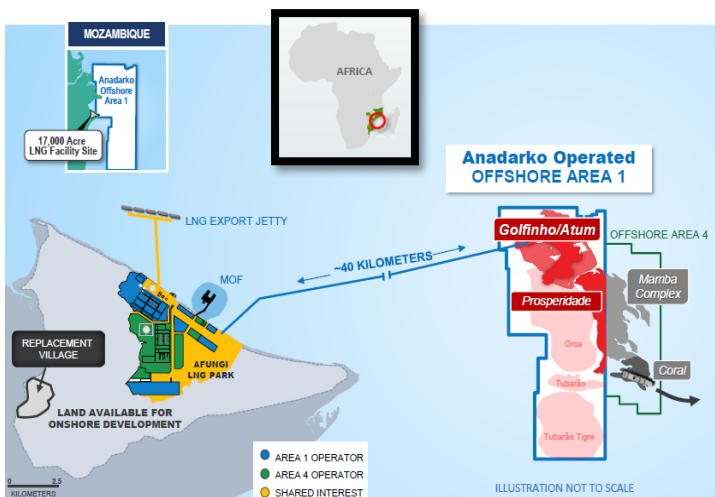 MOZAMBIQUE
Anadarko
Offshore
Area 1
17,000 Acre
LNG Facility Site
AFRICA
Anadarko Operated
OFFSHORE AREA 1
LNG EXPORT JETTY
MOF
~40 KILOMETERS
Golfinho/Atum
OFFSHORE AREA 4
Mamba
Complex
Prosperidade
Orca
Coral
Tubarão
Tubarão Tigre
REPLACEMENT
VILLAGE
AFUNGI
LNG PARK
LAND AVAILABLE FOR
ONSHORE DEVELOPMENT
AREA 1 OPERATOR
AREA 4 OPERATOR
SHARED INTEREST
0 2.5
KILOMETERS
ILLUSTRATION NOT TO SCALE